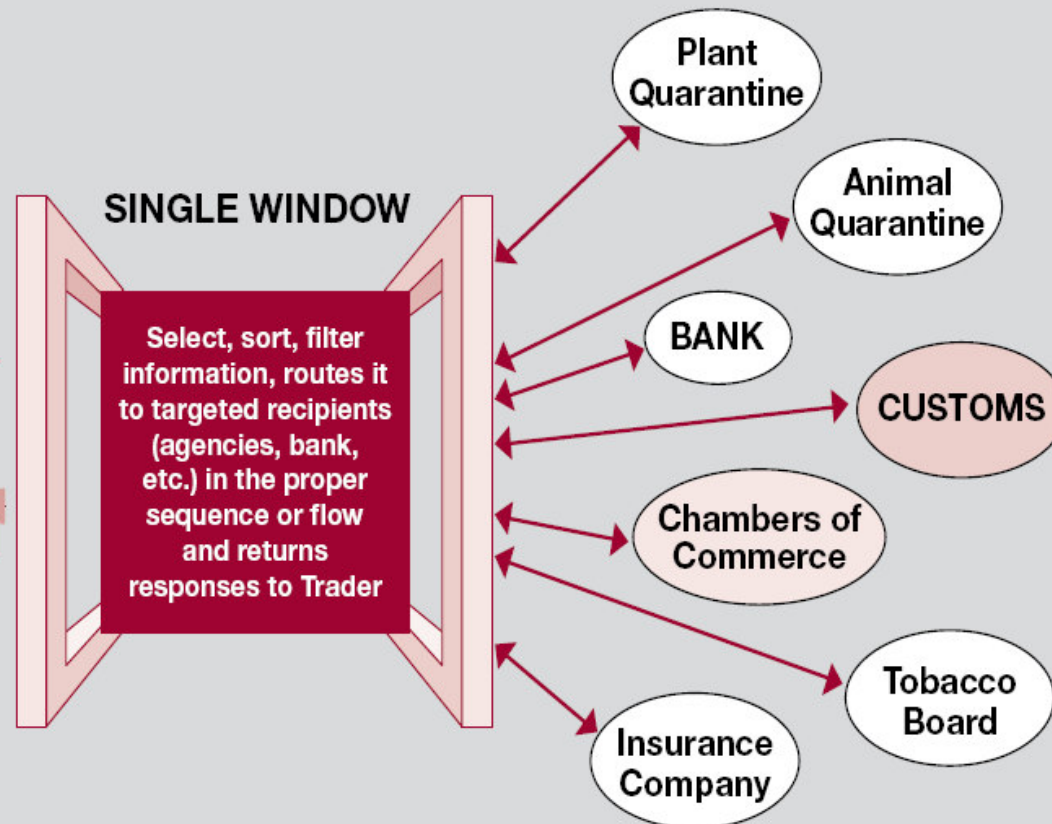 Plant
Quarantine
Animal
Quarantine
SINGLE WINDOW
BANK
Select, sort, filter
information, routes it
to targeted recipients
(agencies, bank,
etc.) in the proper
sequence or flow
and returns
responses to Trader
CUSTOMS
Chambers of
Commerce
Tobacco
Board
Insurance
Company